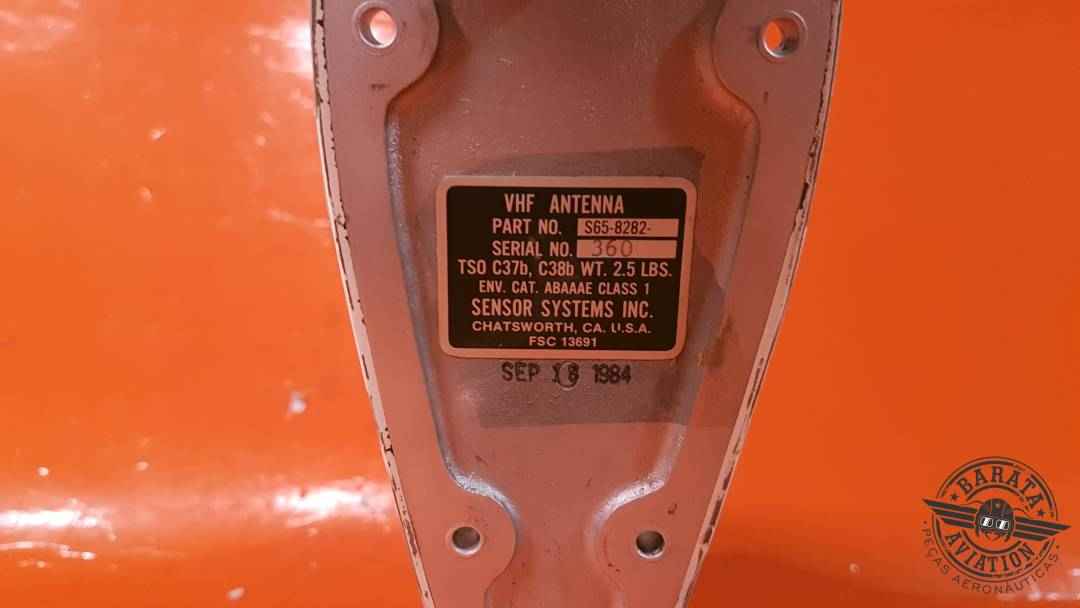 VHF ANTENNA
PART NO. S65-8282-
SERIAL NO. 360
TSO C37b, C38b WT. 2.5 LBS.
ENV. CAT. ABAAAE CLASS 1
SENSOR SYSTEMS INC.
CHATSWORTH, CA. U.S.A.
FSC 13691
SEP 18 1984
BARATA
AVIATION
PEÇAS AERONÁUTICAS